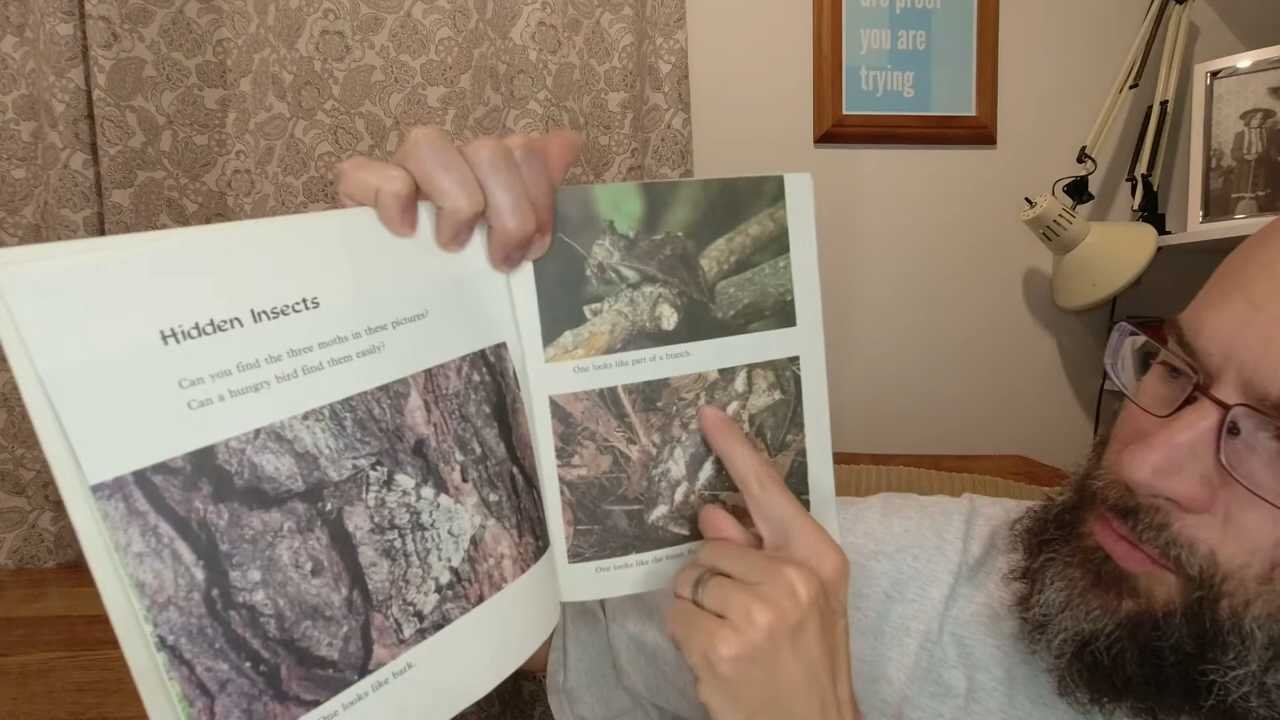 you are
trying
Hidden Insects
Can you find the three moths in these pictures?
Can a hungry bird find them easily?
One looks like part of a branch.
One looks like the
One looks like bark.